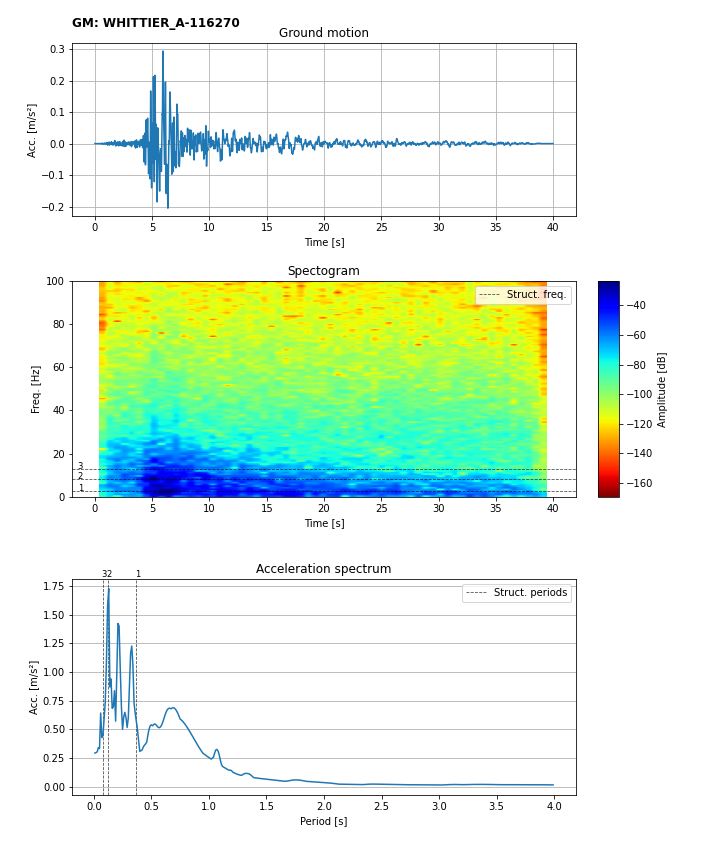 GM: WHITTIER_A-116270
Ground motion
0.3
0.2
0.1
0.0
−0.1
−0.2
Acc. [m/s²]
0 5 10 15 20 25 30 35 40
Time [s]
Spectogram
100
80
60
40
20
0
Freq. [Hz]
Struct. freq.
3
2
1
0 5 10 15 20 25 30 35 40
Time [s]
−40
−60
−80
−100
−120
−140
−160
Amplitude [dB]
Acceleration spectrum
3 2 1
1.75
1.50
1.25
1.00
0.75
0.50
0.25
0.00
Acc. [m/s²]
Struct. periods
0.0 0.5 1.0 1.5 2.0 2.5 3.0 3.5 4.0
Period [s]